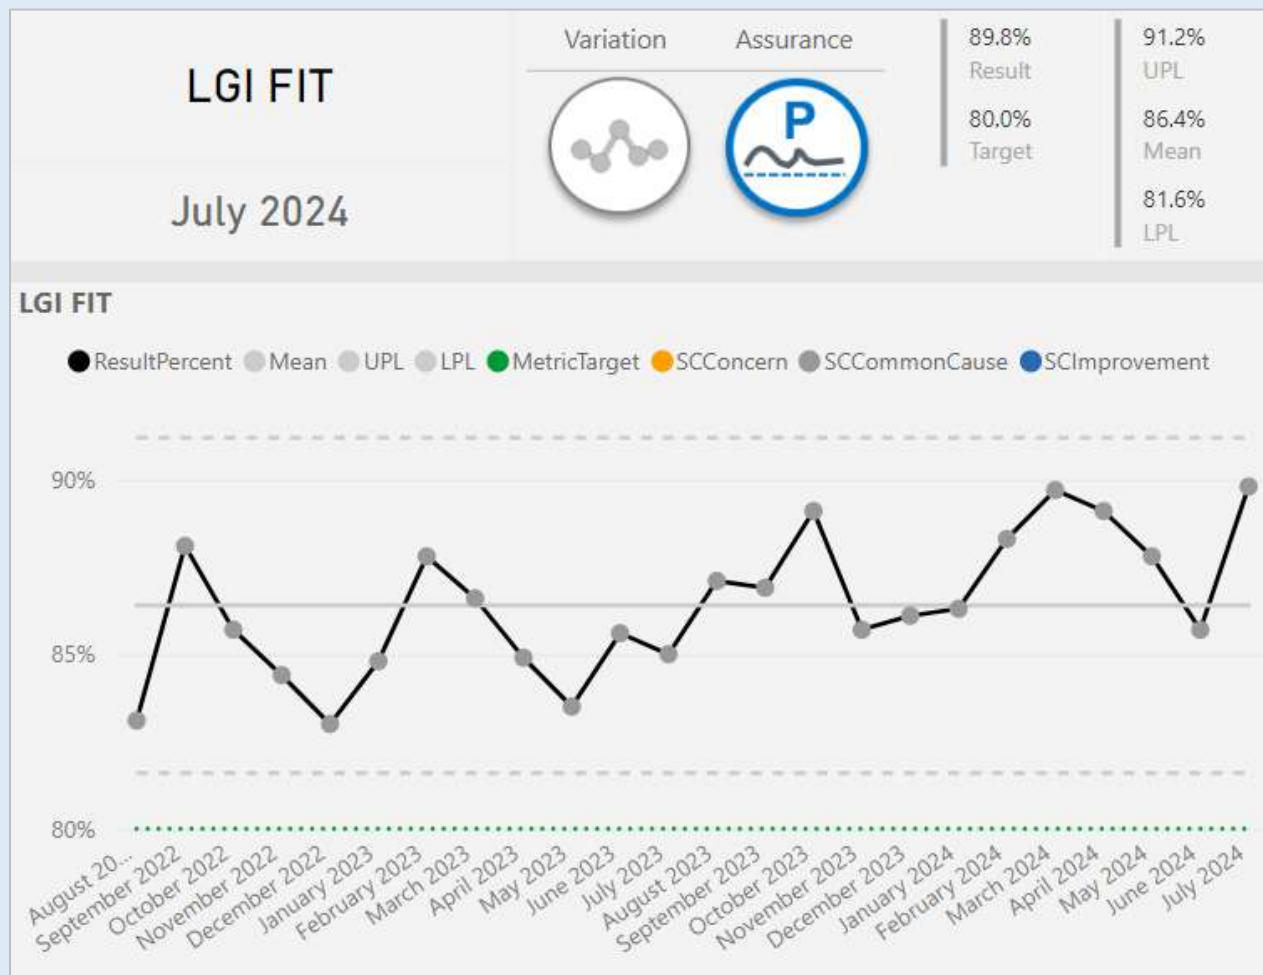 LGI FIT
July 2024
Variation Assurance
P
89.8%
Result
80.0%
Target
91.2%
UPL
86.4%
Mean
81.6%
LPL
LGI FIT
ResultPercent Mean UPL LPL MetricTarget SCConcern SCCommonCause SCImprovement
90%
85%
80%
August 20...
September 2022
October 2022
November 2022
December 2022
January 2023
February 2023
March 2023
April 2023
May 2023
June 2023
July 2023
August 2023
September 2023
October 2023
November 2023
December 2023
January 2024
February 2024
March 2024
April 2024
May 2024
June 2024
July 2024